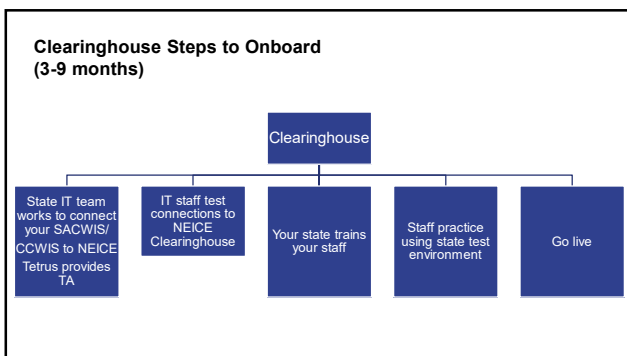 Clearinghouse Steps to Onboard
(3-9 months)
Clearinghouse
State IT team
works to connect
your SACWIS/
CCWIS to NEICE
Tetrus provides
TA
IT staff test
connections to
NEICE
Clearinghouse
Your state trains
your staff
Staff practice
using state test
environment
Go live